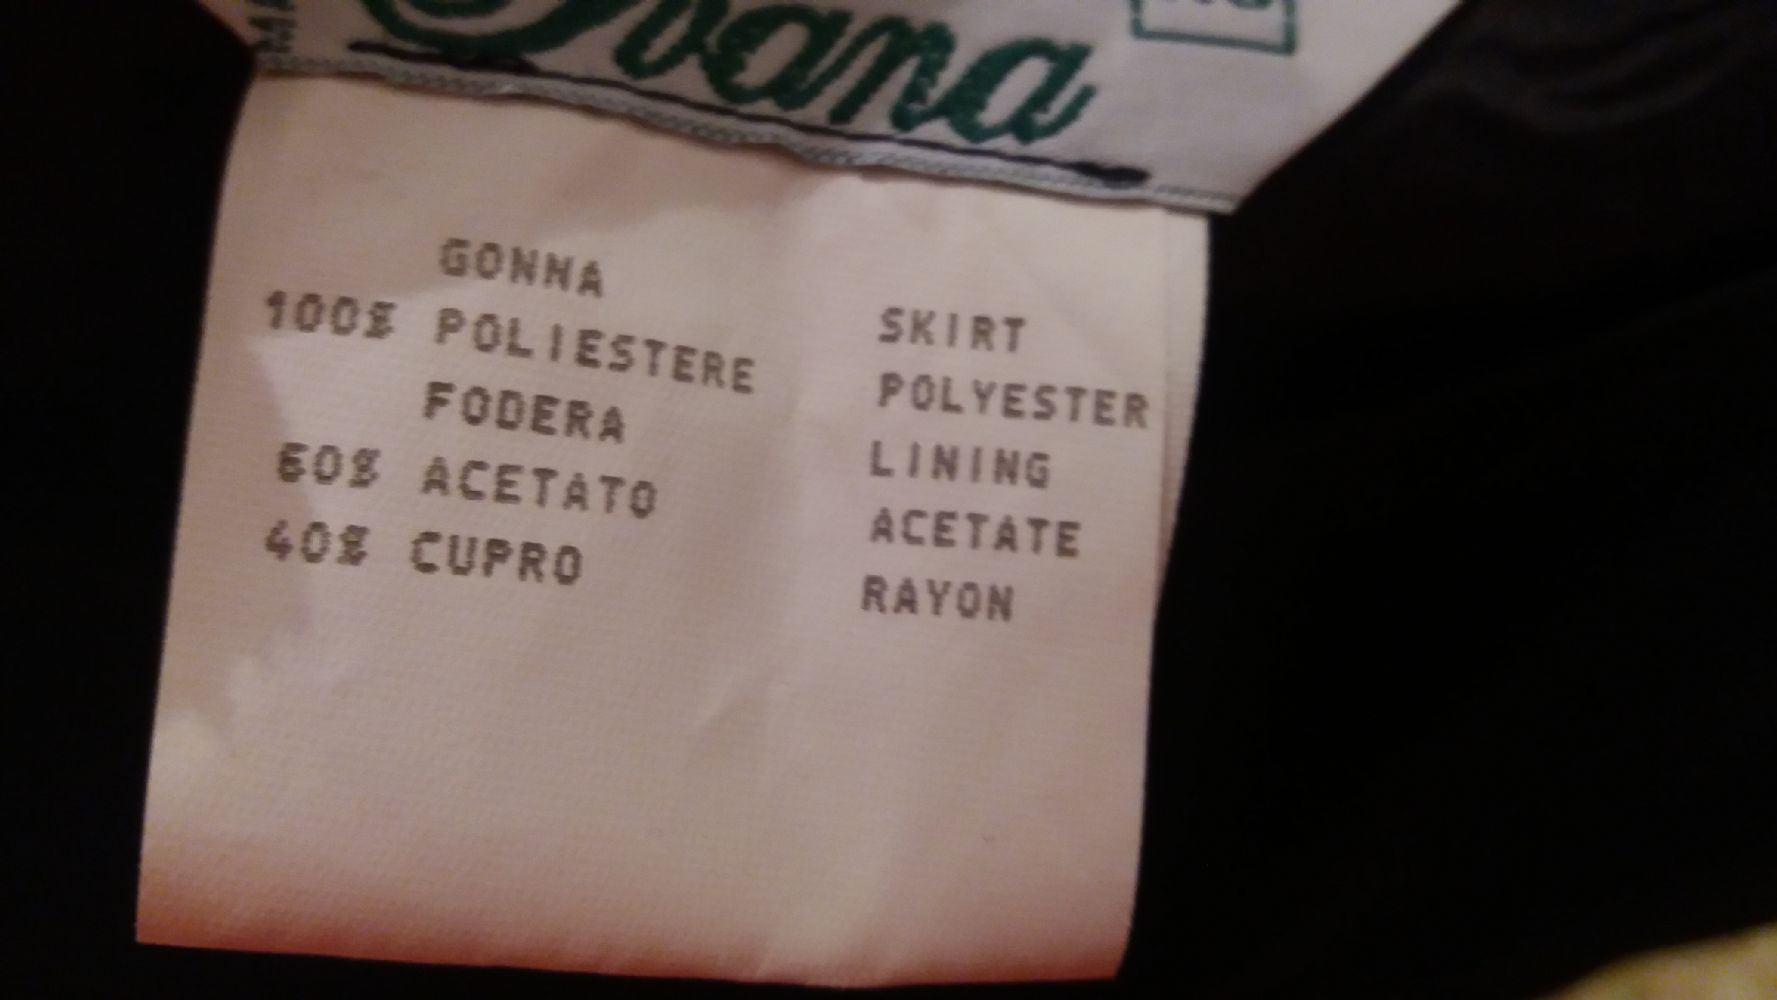 Ivana
GONNA
100% POLIESTERE
FODERA
60% ACETATO
40% CUPRO
SKIRT
POLYESTER
LINING
ACETATE
RAYON